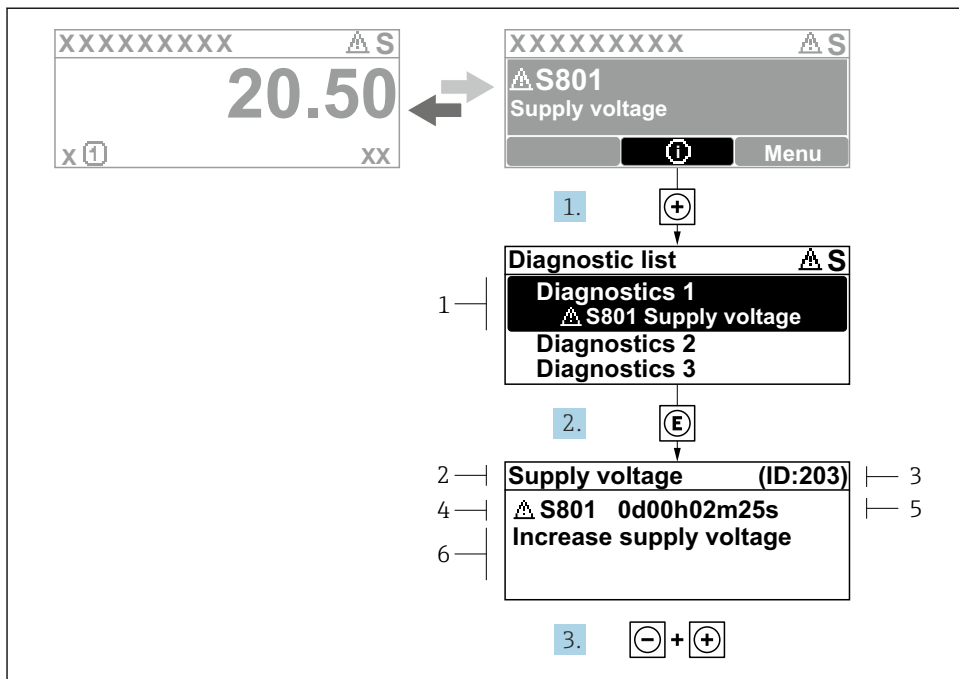 XXXXXXXXX ⚠ S
20.50
x ① xx
XXXXXXXXX ⚠ S
⚠ S801
Supply voltage
ⓘ Menu
1. +
Diagnostic list ⚠ S
1 Diagnostics 1
⚠ S801 Supply voltage
Diagnostics 2
Diagnostics 3
2. E
2 Supply voltage (ID:203) 3
4 ⚠ S801 0d00h02m25s 5
6 Increase supply voltage
3. − + +